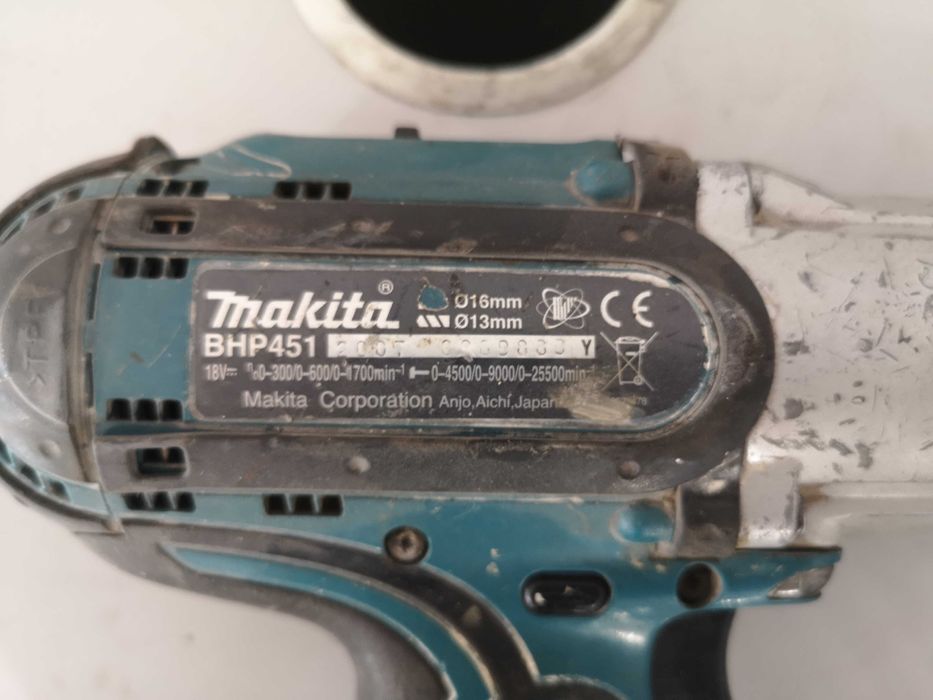 makita® Ø16mm
Ø13mm CE
BHP451 Y
18V⎓ n₀0-300/0-600/0-1700min⁻¹ 0-4500/0-9000/0-25500min⁻¹
Makita Corporation Anjo,Aichi,Japan